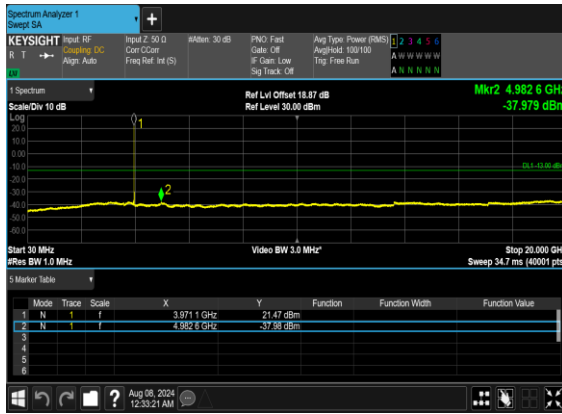 Spectrum Analyzer 1
Swept SA
KEYSIGHT Input: RF Input Z: 50 Ω #Atten: 30 dB PNO: Fast Avg Type: Power (RMS) 1 2 3 4 5 6
R T Coupling: DC Corr CCorr Gate: Off Avg|Hold: 100/100 A W W W W W
Align: Auto Freq Ref: Int (S) IF Gain: Low Trig: Free Run
Sig Track: Off A N N N N N
1 Spectrum
Ref Lvl Offset 18.87 dB Mkr2 4.982 6 GHz
Scale/Div 10 dB Ref Level 30.00 dBm -37.979 dBm
Log
20.0
10.0
0.00
-10.0
DL1 -13.00 dBm
-20.0
-30.0
-40.0
-50.0
-60.0
1
2
Start 30 MHz Video BW 3.0 MHz* Stop 20.000 GHz
#Res BW 1.0 MHz Sweep 34.7 ms (40001 pts)
5 Marker Table
Mode Trace Scale X Y Function Function Width Function Value
1 N 1 f 3.971 1 GHz 21.47 dBm
2 N 1 f 4.982 6 GHz -37.98 dBm
3
4
5
6
? Aug 08, 2024
12:33:21 AM